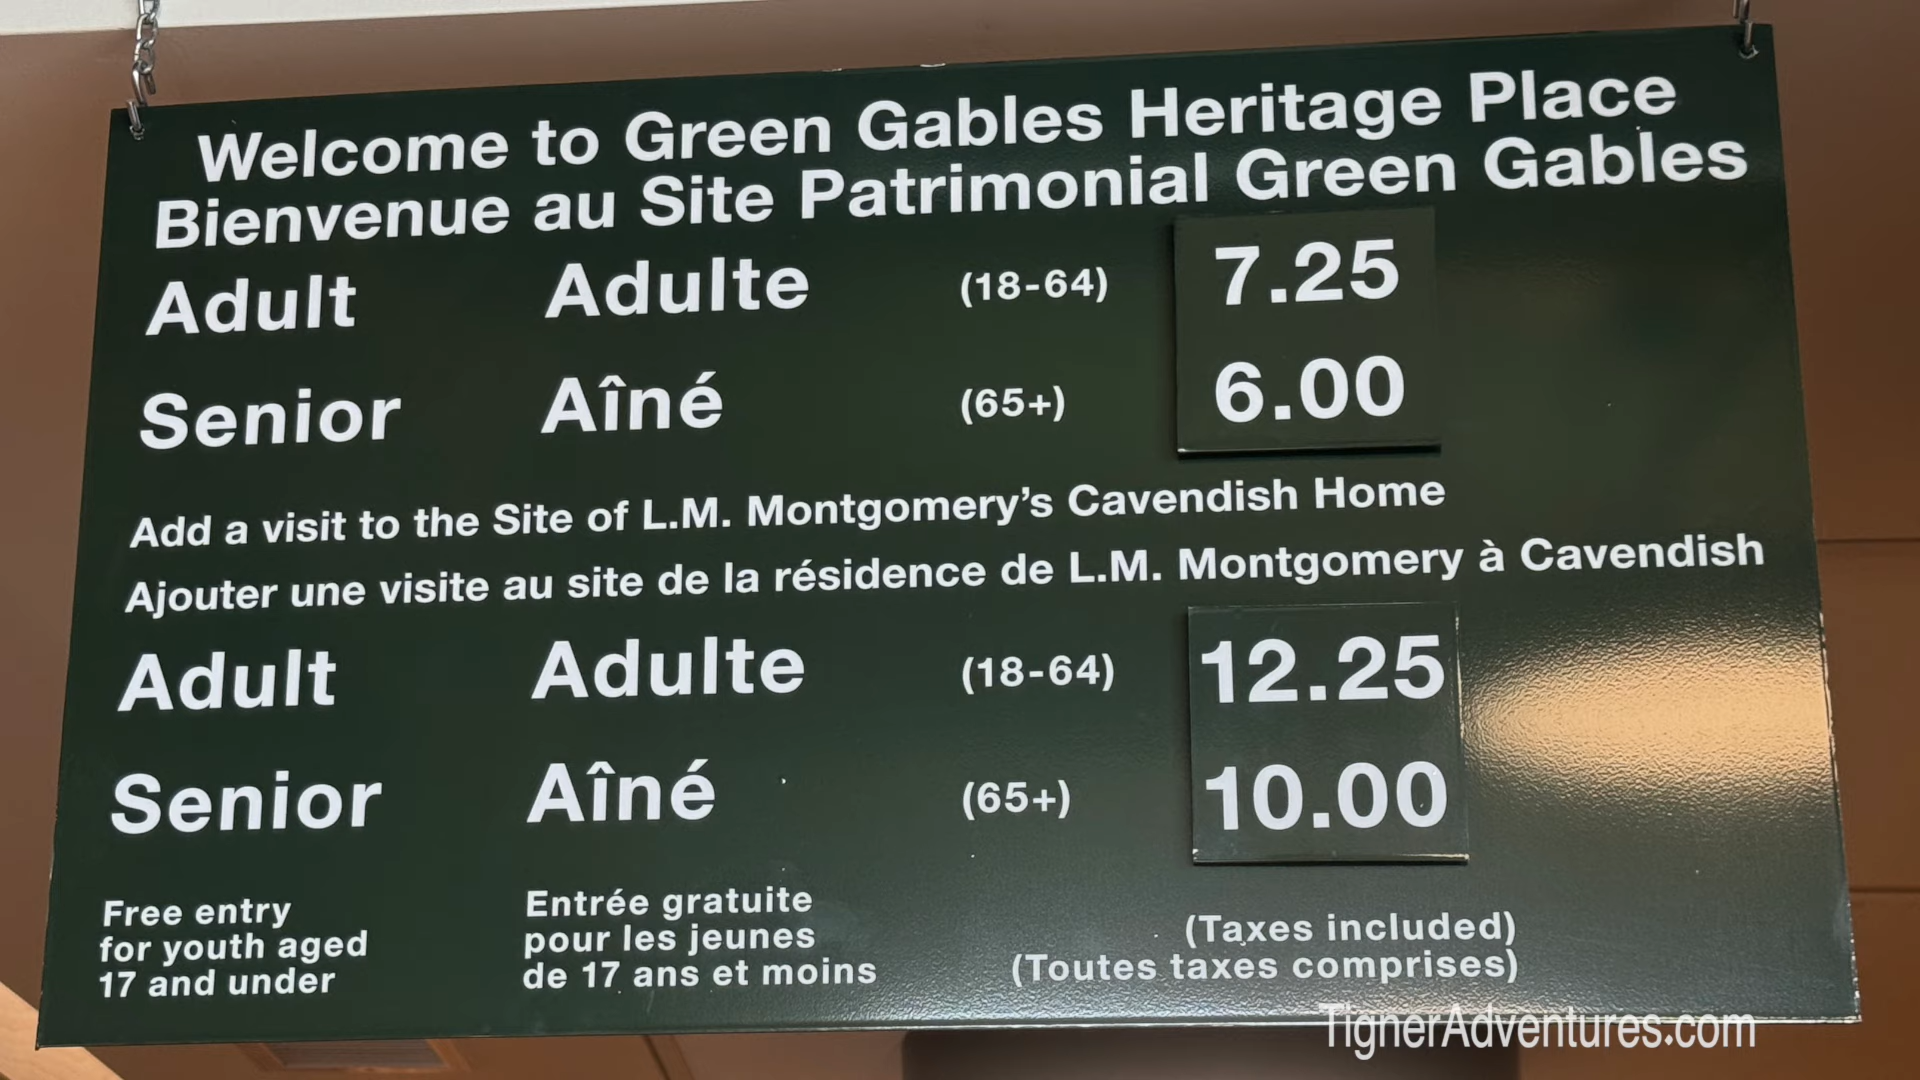 Welcome to Green Gables Heritage Place
Bienvenue au Site Patrimonial Green Gables
Adult Adulte (18-64) 7.25
Senior Aîné (65+) 6.00
Add a visit to the Site of L.M. Montgomery’s Cavendish Home
Ajouter une visite au site de la résidence de L.M. Montgomery à Cavendish
Adult Adulte (18-64) 12.25
Senior Aîné (65+) 10.00
Free entry
for youth aged
17 and under
Entrée gratuite
pour les jeunes
de 17 ans et moins
(Taxes included)
(Toutes taxes comprises)
TignerAdventures.com